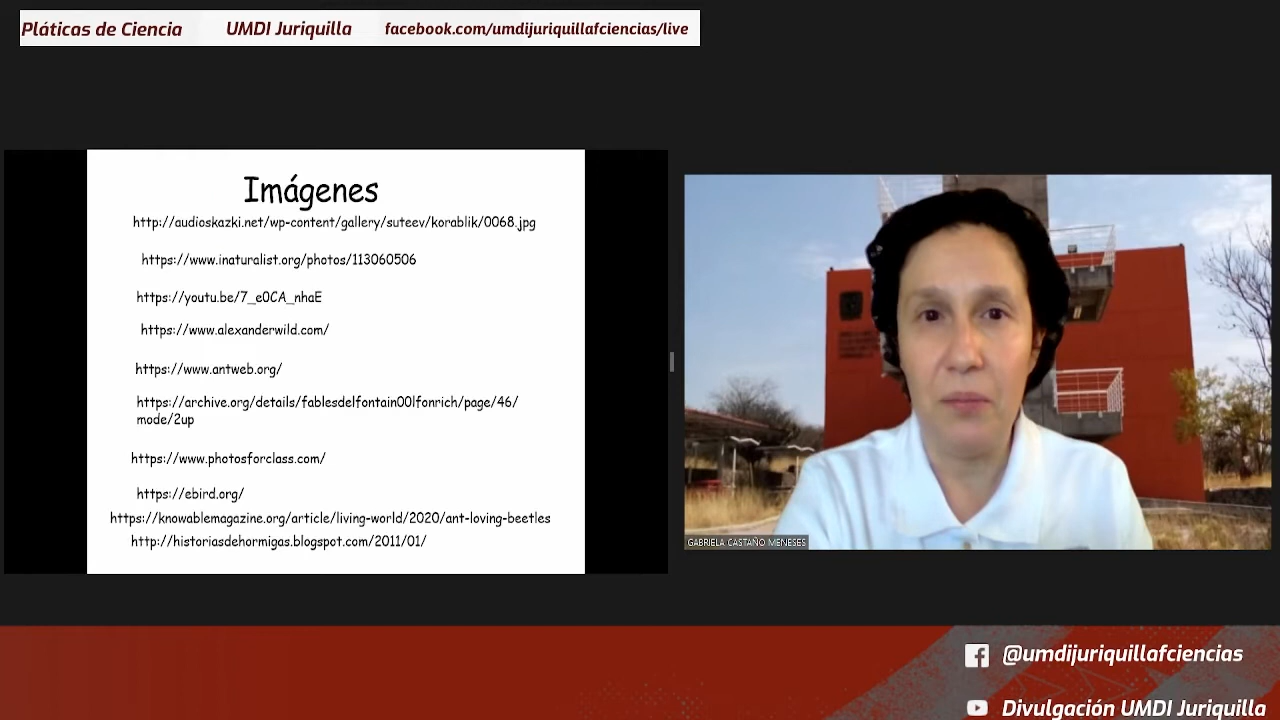 Pláticas de Ciencia UMDI Juriquilla facebook.com/umdijuriquillafciencias/live
Imágenes
http://audioskazki.net/wp-content/gallery/suteev/korablik/0068.jpg
https://www.inaturalist.org/photos/113060506
https://youtu.be/7_e0CA_nhaE
https://www.alexanderwild.com/
https://www.antweb.org/
https://archive.org/details/fablesdelfontain00lfonrich/page/46/
mode/2up
https://www.photosforclass.com/
https://ebird.org/
https://knowablemagazine.org/article/living-world/2020/ant-loving-beetles
http://historiasdehormigas.blogspot.com/2011/01/
GABRIELA CASTAÑO MENESES
@umdijuriquillafciencias
Divulgación UMDI Juriquilla